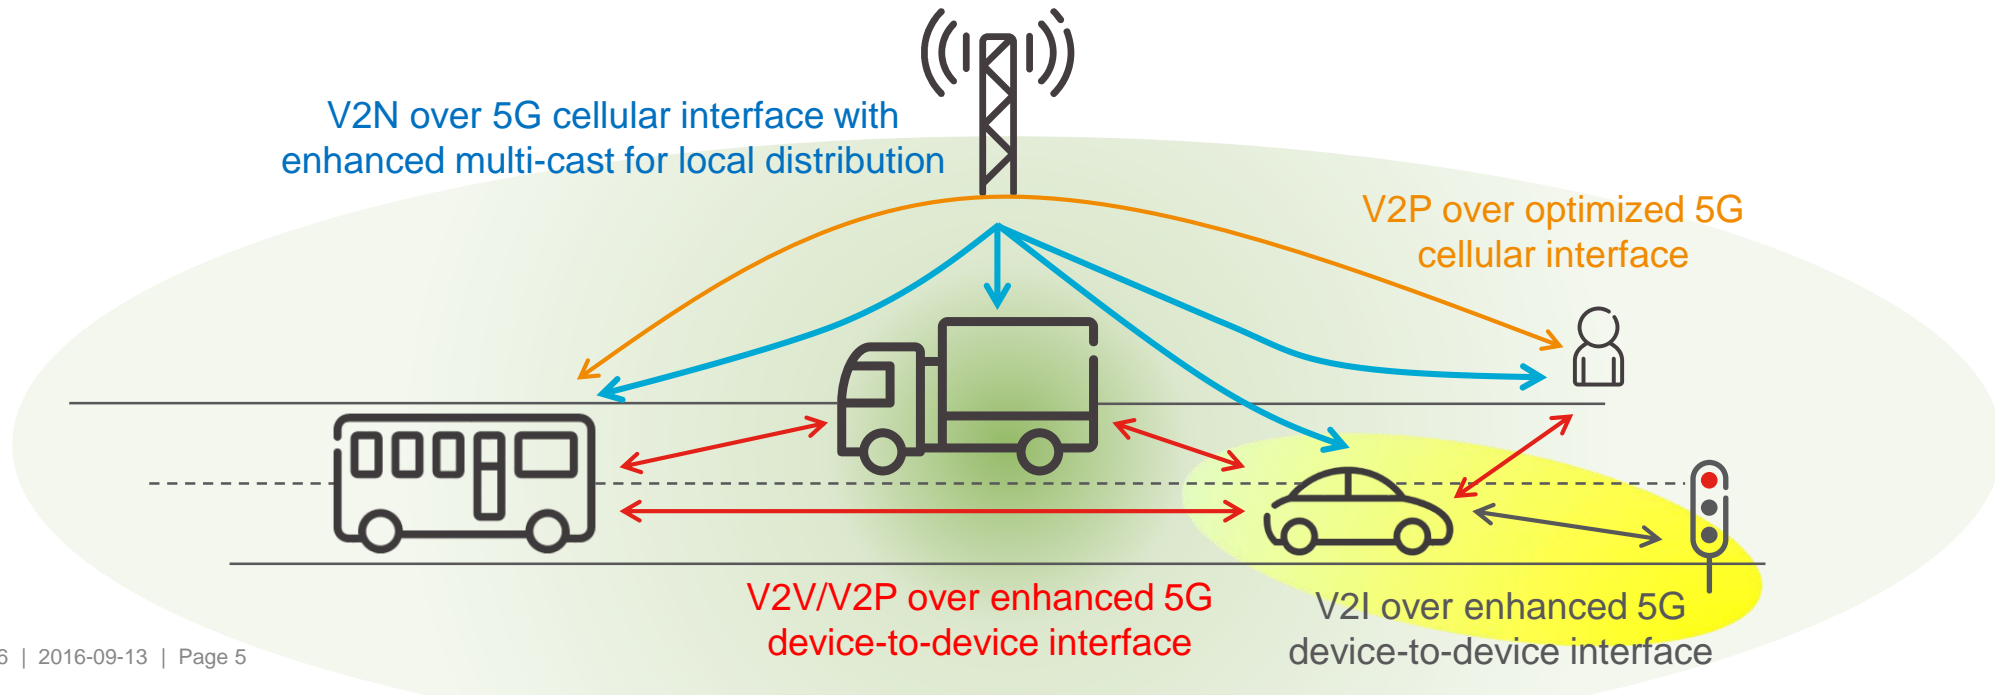 V2N over 5G cellular interface with
enhanced multi-cast for local distribution
V2P over optimized 5G
cellular interface
V2V/V2P over enhanced 5G
device-to-device interface
V2I over enhanced 5G
device-to-device interface
6 | 2016-09-13 | Page 5